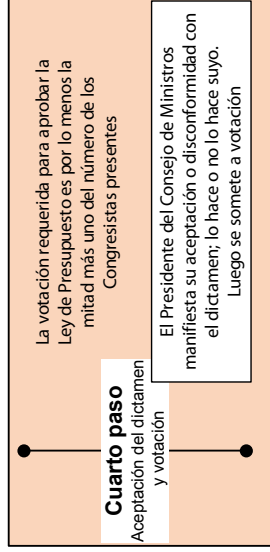 Cuarto paso
Aceptación del dictamen
y votación
La votación requerida para aprobar la
Ley de Presupuesto es por lo menos la
mitad más uno del número de los
Congresistas presentes
El Presidente del Consejo de Ministros
manifiesta su aceptación o disconformidad con
el dictamen; lo hace o no lo hace suyo.
Luego se somete a votación